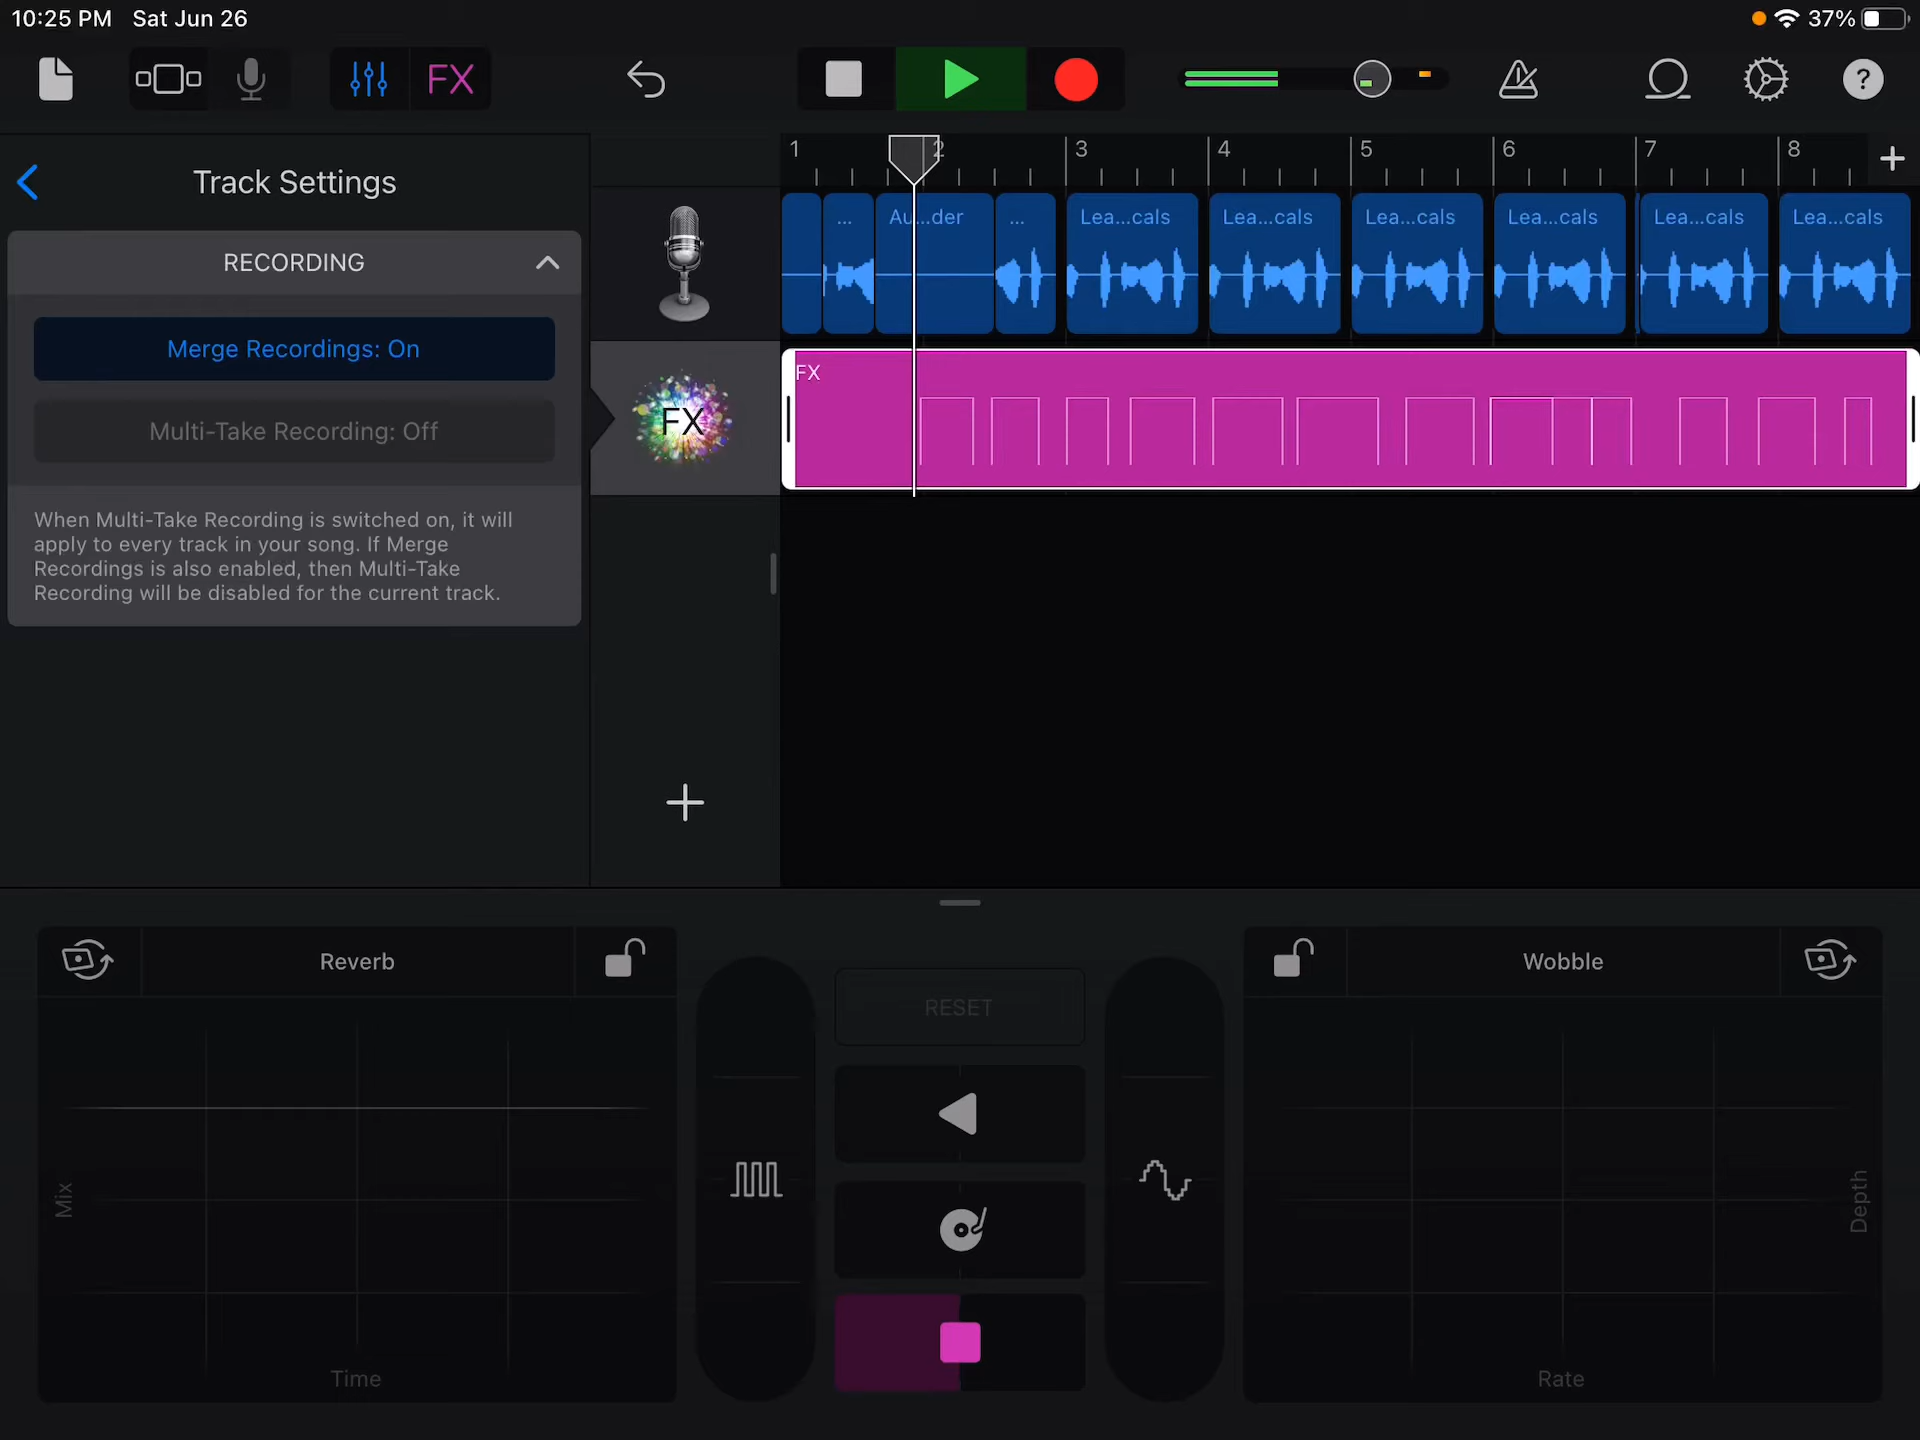 10:25 PM Sat Jun 26
37%
FX
?
Track Settings
1 2 3 4 5 6 7 8
RECORDING
... Au...der ... Lea...cals Lea...cals Lea...cals Lea...cals Lea...cals Lea...cals
Merge Recordings: On
FX
FX
Multi-Take Recording: Off
When Multi-Take Recording is switched on, it will
apply to every track in your song. If Merge
Recordings is also enabled, then Multi-Take
Recording will be disabled for the current track.
Reverb
Wobble
RESET
Mix
Depth
Time
Rate